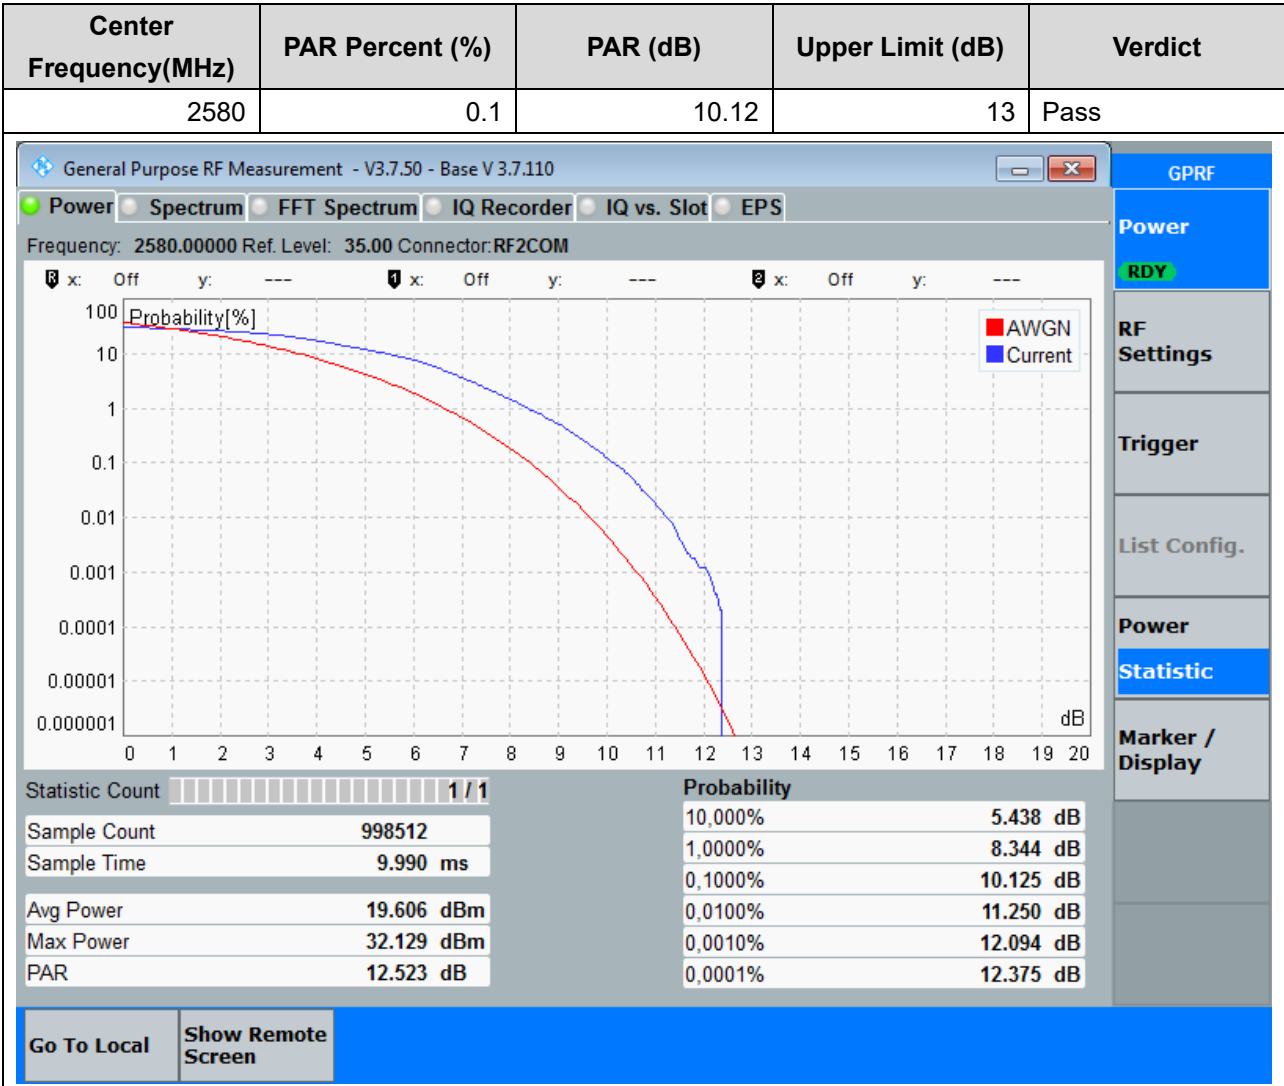 Center Frequency(MHz) PAR Percent (%) PAR (dB) Upper Limit (dB) Verdict
2580 0.1 10.12 13 Pass
General Purpose RF Measurement - V3.7.50 - Base V 3.7.110
GPRF
Power Spectrum FFT Spectrum IQ Recorder IQ vs. Slot EPS
Frequency: 2580.00000 Ref. Level: 35.00 Connector: RF2COM
R x: Off y: --- 1 x: Off y: --- 2 x: Off y: ---
Probability[%]
100
10
1
0.1
0.01
0.001
0.0001
0.00001
0.000001
AWGN
Current
dB
0 1 2 3 4 5 6 7 8 9 10 11 12 13 14 15 16 17 18 19 20
Statistic Count 1 / 1
Sample Count 998512
Sample Time 9.990 ms
Avg Power 19.606 dBm
Max Power 32.129 dBm
PAR 12.523 dB
Probability
10,000% 5.438 dB
1,0000% 8.344 dB
0,1000% 10.125 dB
0,0100% 11.250 dB
0,0010% 12.094 dB
0,0001% 12.375 dB
Power
RDY
RF
Settings
Trigger
List Config.
Power
Statistic
Marker /
Display
Go To Local
Show Remote
Screen